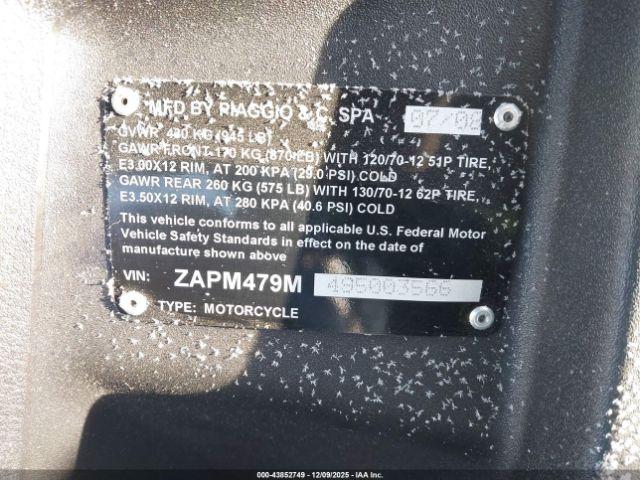 MFD BY PIAGGIO & C. SPA 07/08
GVWR 430 KG (945 LB)
GAWR FRONT 170 KG (370 LB) WITH 120/70-12 51P TIRE,
E3.00X12 RIM, AT 200 KPA (29.0 PSI) COLD
GAWR REAR 260 KG (575 LB) WITH 130/70-12 62P TIRE,
E3.50X12 RIM, AT 280 KPA (40.6 PSI) COLD
This vehicle conforms to all applicable U.S. Federal Motor
Vehicle Safety Standards in effect on the date of
manufacture shown above
VIN: ZAPM479M 495003566
TYPE: MOTORCYCLE
000-43852749 - 12/09/2025 - IAA Inc.